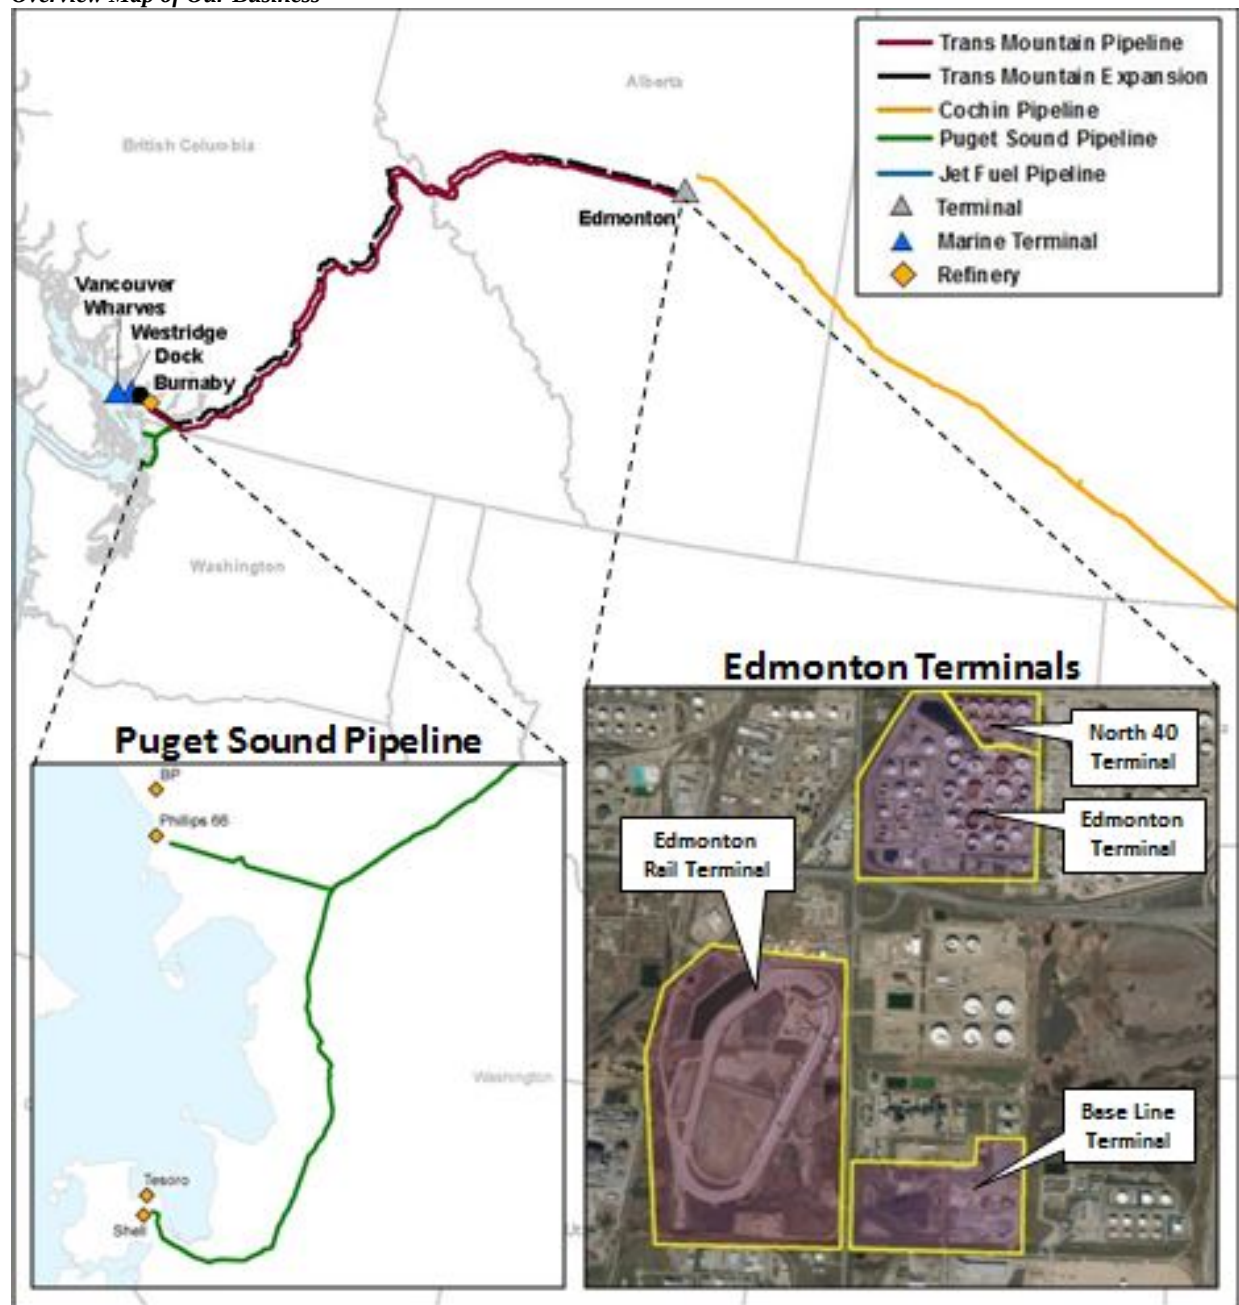 Overview Map of Our Business
Trans Mountain Pipeline
Trans Mountain Expansion
Cochin Pipeline
Puget Sound Pipeline
Jet Fuel Pipeline
Terminal
Marine Terminal
Refinery
Alberta
British Columbia
Edmonton
Vancouver
Wharves
Westridge
Dock
Burnaby
Washington
Edmonton Terminals
Puget Sound Pipeline
North 40
Terminal
Edmonton
Terminal
Edmonton
Rail Terminal
Base Line
Terminal
BP
Phillips 66
Washington
Tesoro
Shell